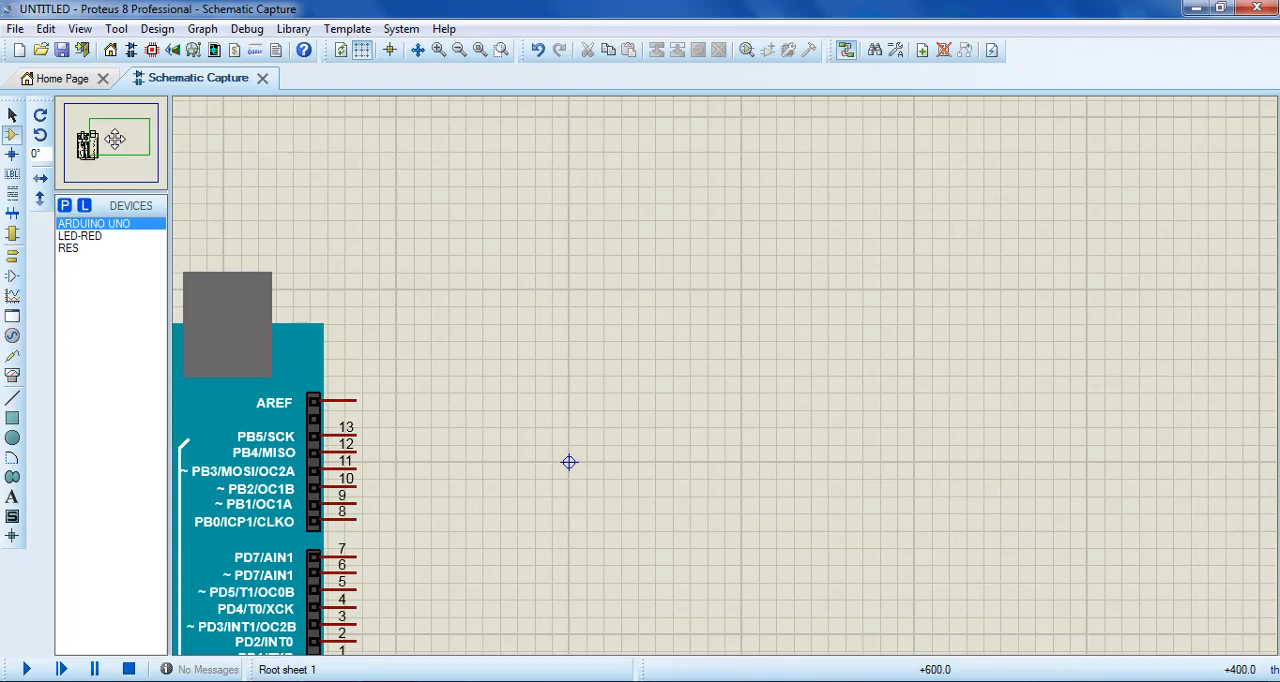 UNTITLED - Proteus 8 Professional - Schematic Capture
File Edit View Tool Design Graph Debug Library Template System Help
Home Page Schematic Capture
0°
LBL
P L DEVICES
ARDUINO UNO
LED-RED
RES
A
S
AREF
PB5/SCK 13
PB4/MISO 12
~ PB3/MOSI/OC2A 11
~ PB2/OC1B 10
~ PB1/OC1A 9
PB0/ICP1/CLKO 8
PD7/AIN1 7
~ PD7/AIN1 6
~ PD5/T1/OC0B 5
PD4/T0/XCK 4
~ PD3/INT1/OC2B 3
PD2/INT0 2
1
No Messages Root sheet 1 +600.0 +400.0 th